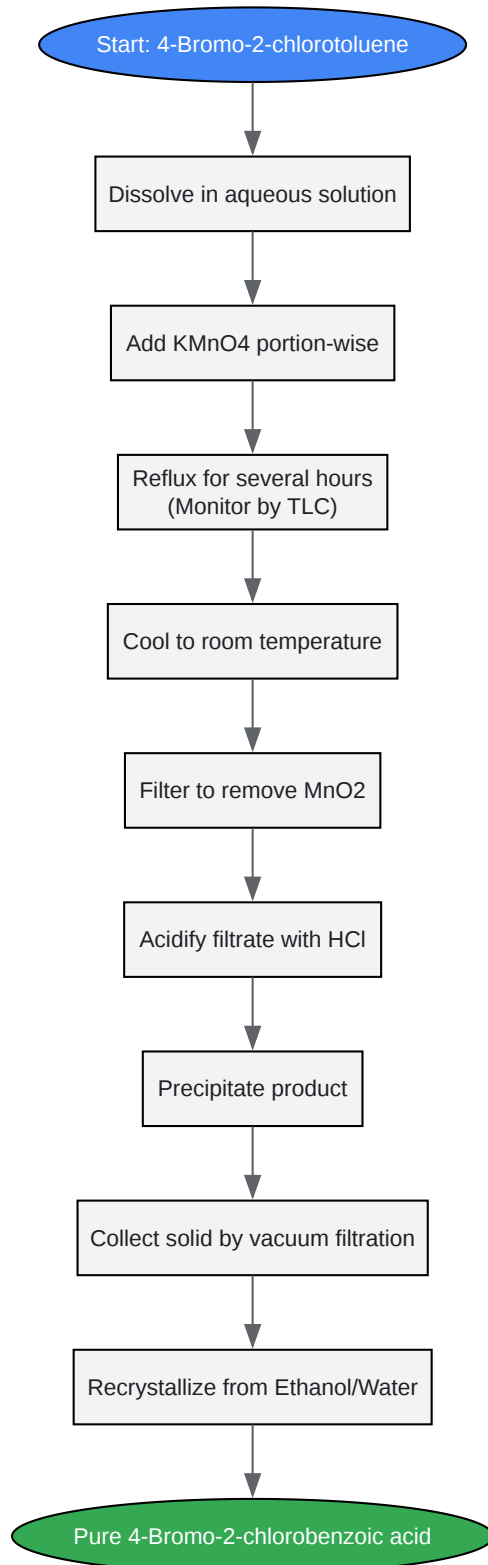 Start: 4-Bromo-2-chlorotoluene
Dissolve in aqueous solution
Add KMnO4 portion-wise
Reflux for several hours
(Monitor by TLC)
Cool to room temperature
Filter to remove MnO2
Acidify filtrate with HCl
Precipitate product
Collect solid by vacuum filtration
Recrystallize from Ethanol/Water
Pure 4-Bromo-2-chlorobenzoic acid